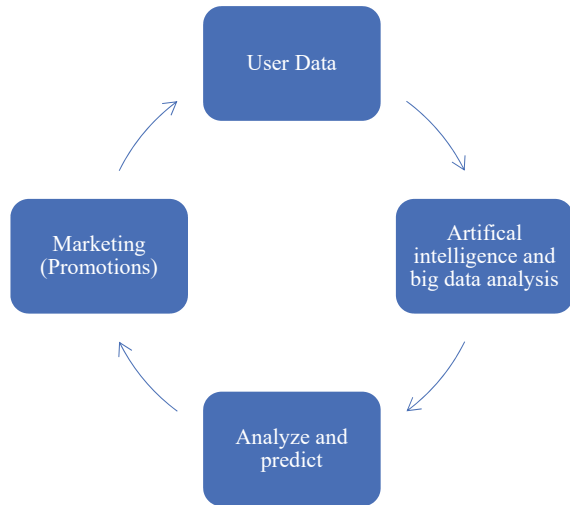 User Data
Artifical
intelligence and
big data analysis
Analyze and
predict
Marketing
(Promotions)